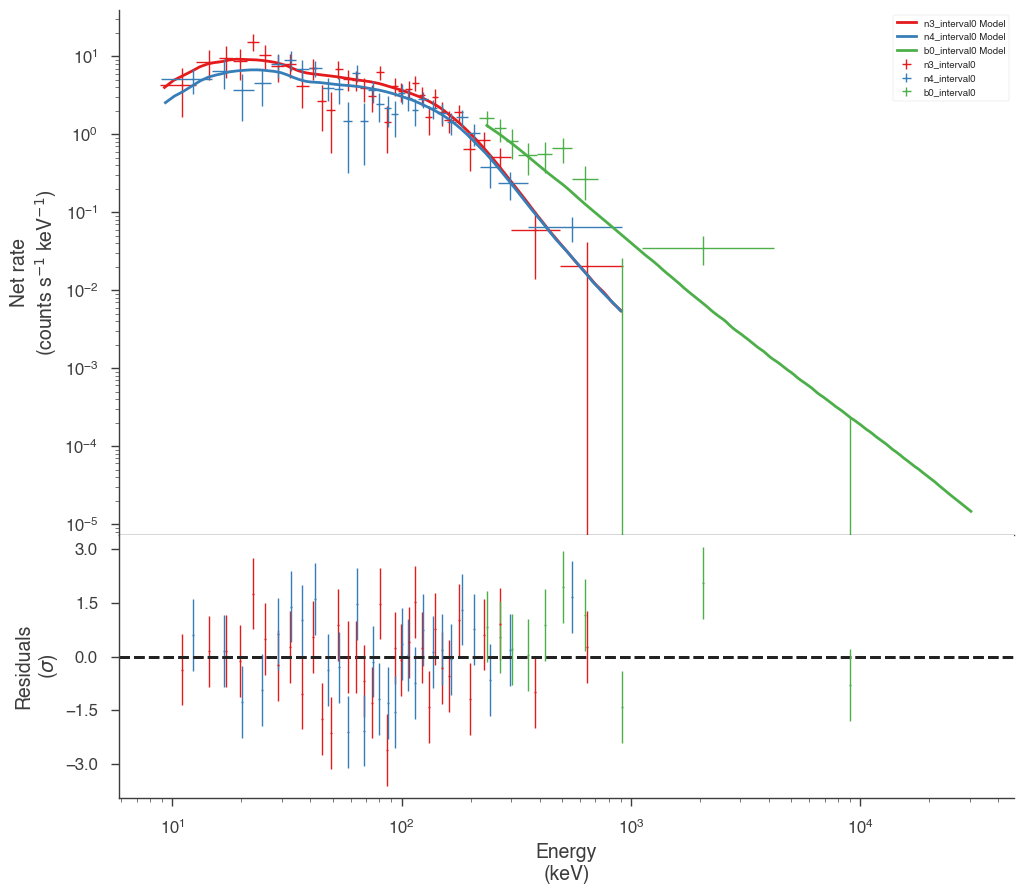 n3_interval0 Model
n4_interval0 Model
b0_interval0 Model
n3_interval0
n4_interval0
b0_interval0
10¹
10⁰
10⁻¹
10⁻²
10⁻³
10⁻⁴
10⁻⁵
Net rate
(counts s⁻¹ keV⁻¹)
3.0
1.5
0.0
−1.5
−3.0
Residuals
(σ)
10¹ 10² 10³ 10⁴
Energy
(keV)